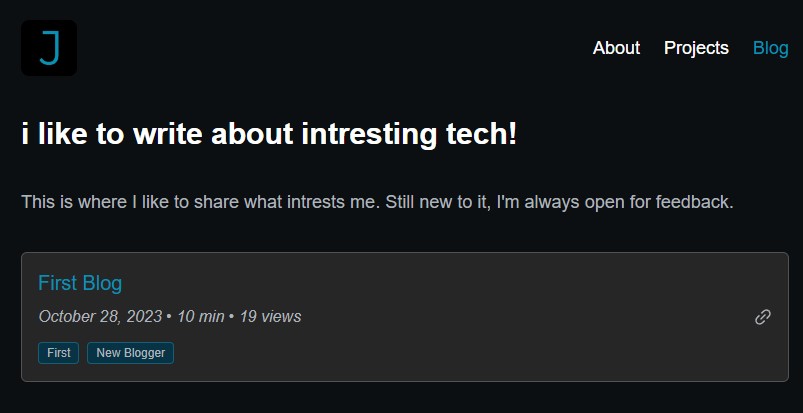 J
About Projects Blog
i like to write about intresting tech!
This is where I like to share what intrests me. Still new to it, I'm always open for feedback.
First Blog
October 28, 2023 • 10 min • 19 views
First New Blogger